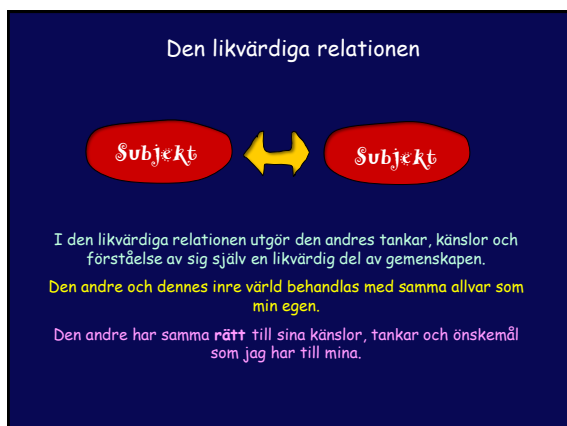 Den likvärdiga relationen
Subjekt Subjekt
I den likvärdiga relationen utgör den andres tankar, känslor och
förståelse av sig själv en likvärdig del av gemenskapen.
Den andre och dennes inre värld behandlas med samma allvar som
min egen.
Den andre har samma rätt till sina känslor, tankar och önskemål
som jag har till mina.